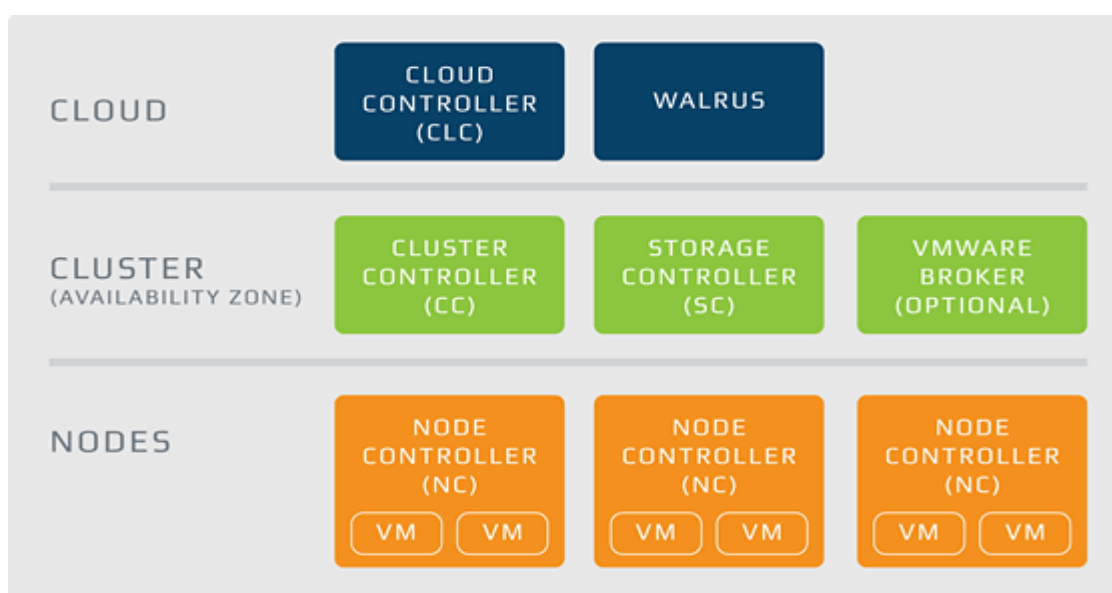 CLOUD
CLOUD
CONTROLLER
(CLC)
WALRUS
CLUSTER
(AVAILABILITY ZONE)
CLUSTER
CONTROLLER
(CC)
STORAGE
CONTROLLER
(SC)
VMWARE
BROKER
(OPTIONAL)
NODES
NODE
CONTROLLER
(NC)
VM VM
NODE
CONTROLLER
(NC)
VM VM
NODE
CONTROLLER
(NC)
VM VM